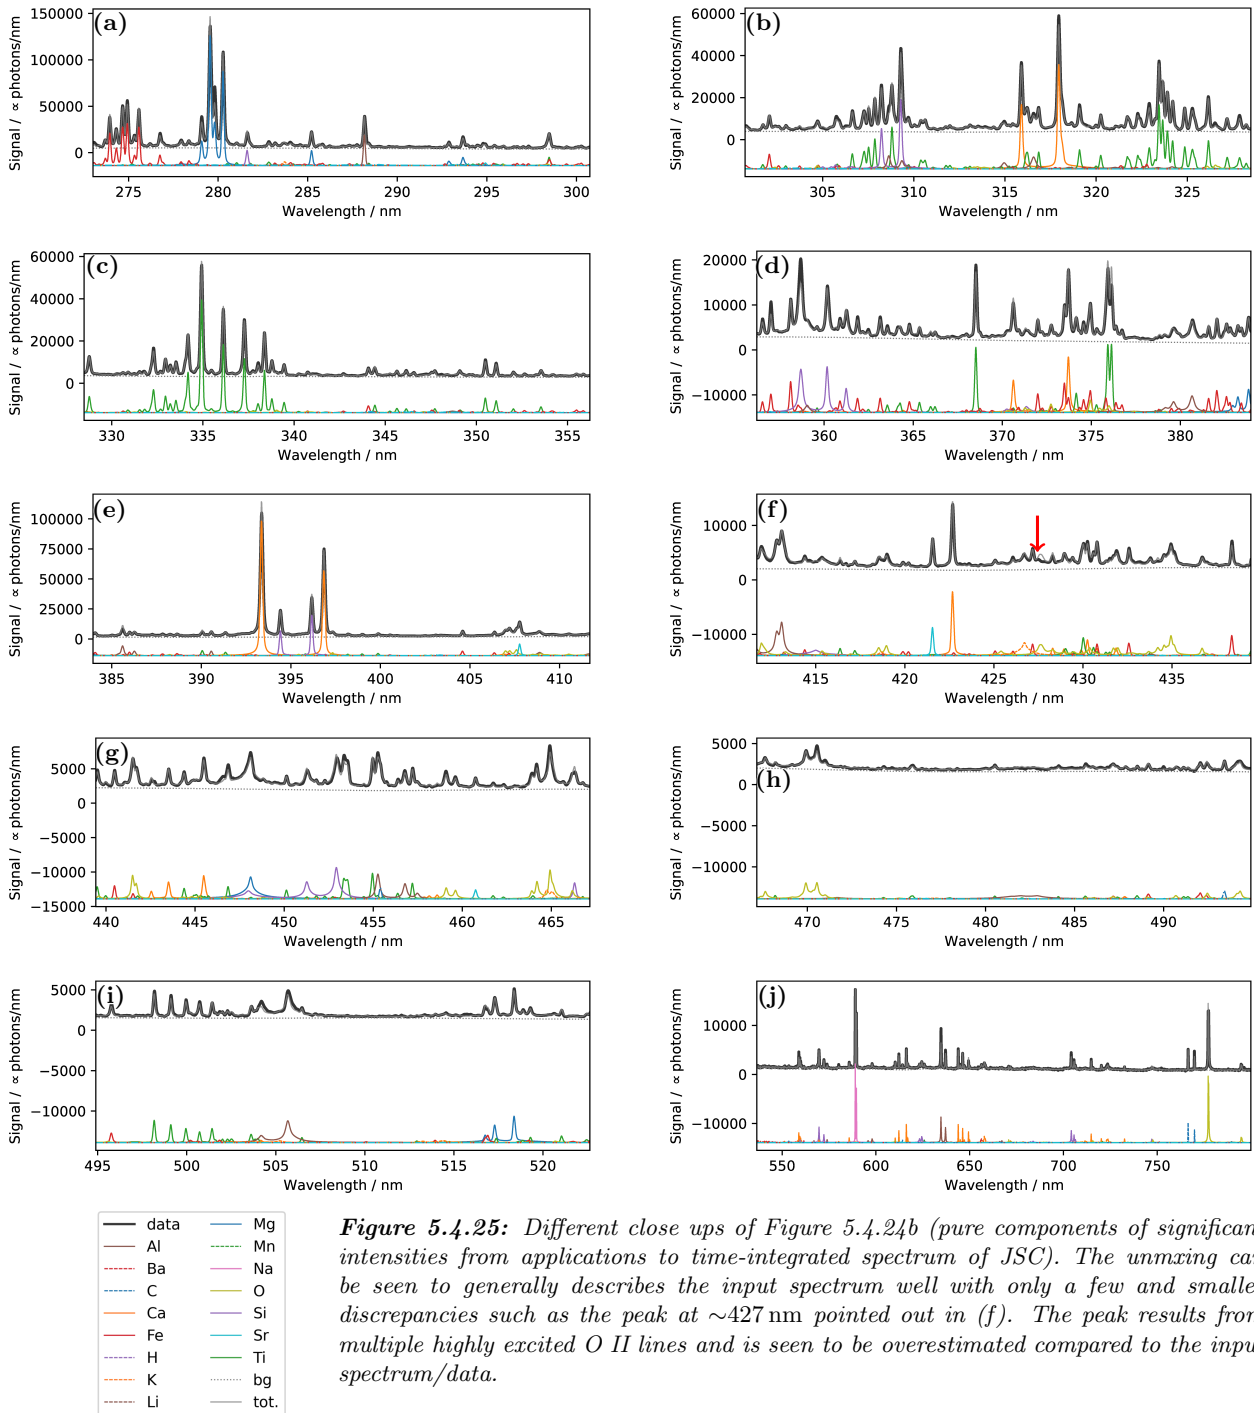 (a)
150000
100000
50000
0
Signal / ∝ photons/nm
275 280 285 290 295 300
Wavelength / nm
(b)
60000
40000
20000
0
Signal / ∝ photons/nm
305 310 315 320 325
Wavelength / nm
(c)
60000
40000
20000
0
Signal / ∝ photons/nm
330 335 340 345 350 355
Wavelength / nm
(d)
20000
10000
0
−10000
Signal / ∝ photons/nm
360 365 370 375 380
Wavelength / nm
(e)
100000
75000
50000
25000
0
Signal / ∝ photons/nm
385 390 395 400 405 410
Wavelength / nm
(f)
10000
0
−10000
Signal / ∝ photons/nm
415 420 425 430 435
Wavelength / nm
(g)
5000
0
−5000
−10000
−15000
Signal / ∝ photons/nm
440 445 450 455 460 465
Wavelength / nm
(h)
5000
0
−5000
−10000
Signal / ∝ photons/nm
470 475 480 485 490
Wavelength / nm
(i)
5000
0
−10000
Signal / ∝ photons/nm
495 500 505 510 515 520
Wavelength / nm
(j)
10000
0
−10000
Signal / ∝ photons/nm
550 600 650 700 750
Wavelength / nm
data
Al
Ba
C
Ca
Fe
H
K
Li
Mg
Mn
Na
O
Si
Sr
Ti
bg
tot.
Figure 5.4.25: Different close ups of Figure 5.4.24b (pure components of significan
intensities from applications to time-integrated spectrum of JSC). The unmxing ca
be seen to generally describes the input spectrum well with only a few and smalle
discrepancies such as the peak at ~427 nm pointed out in (f). The peak results from
multiple highly excited O II lines and is seen to be overestimated compared to the inpu
spectrum/data.